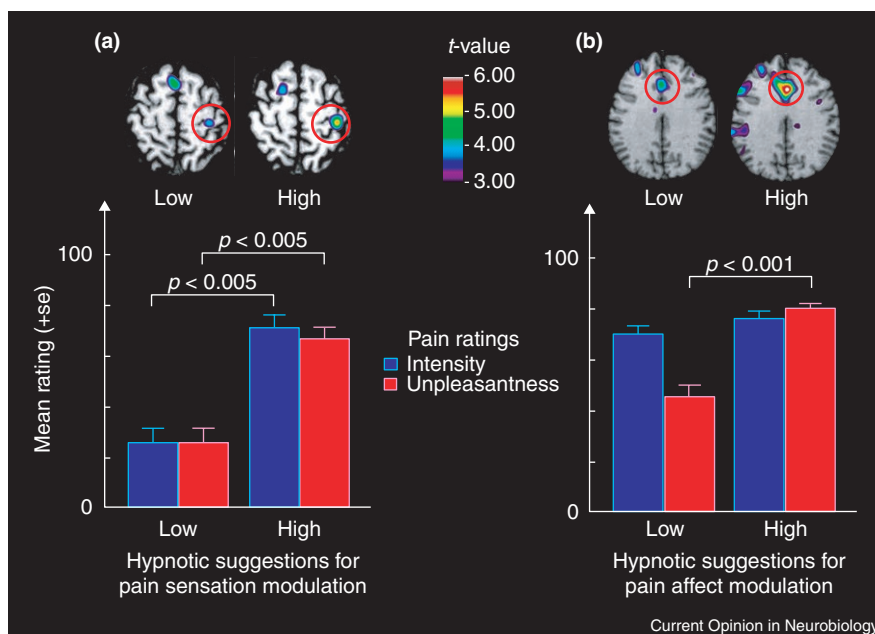 (a)
t-value
(b)
6.00
5.00
4.00
3.00
Low
High
Low
High
100
p < 0.005
p < 0.005
Mean rating (+se)
0
Low
High
Hypnotic suggestions for
pain sensation modulation
Pain ratings
Intensity
Unpleasantness
100
p < 0.001
0
Low
High
Hypnotic suggestions for
pain affect modulation
Current Opinion in Neurobiology